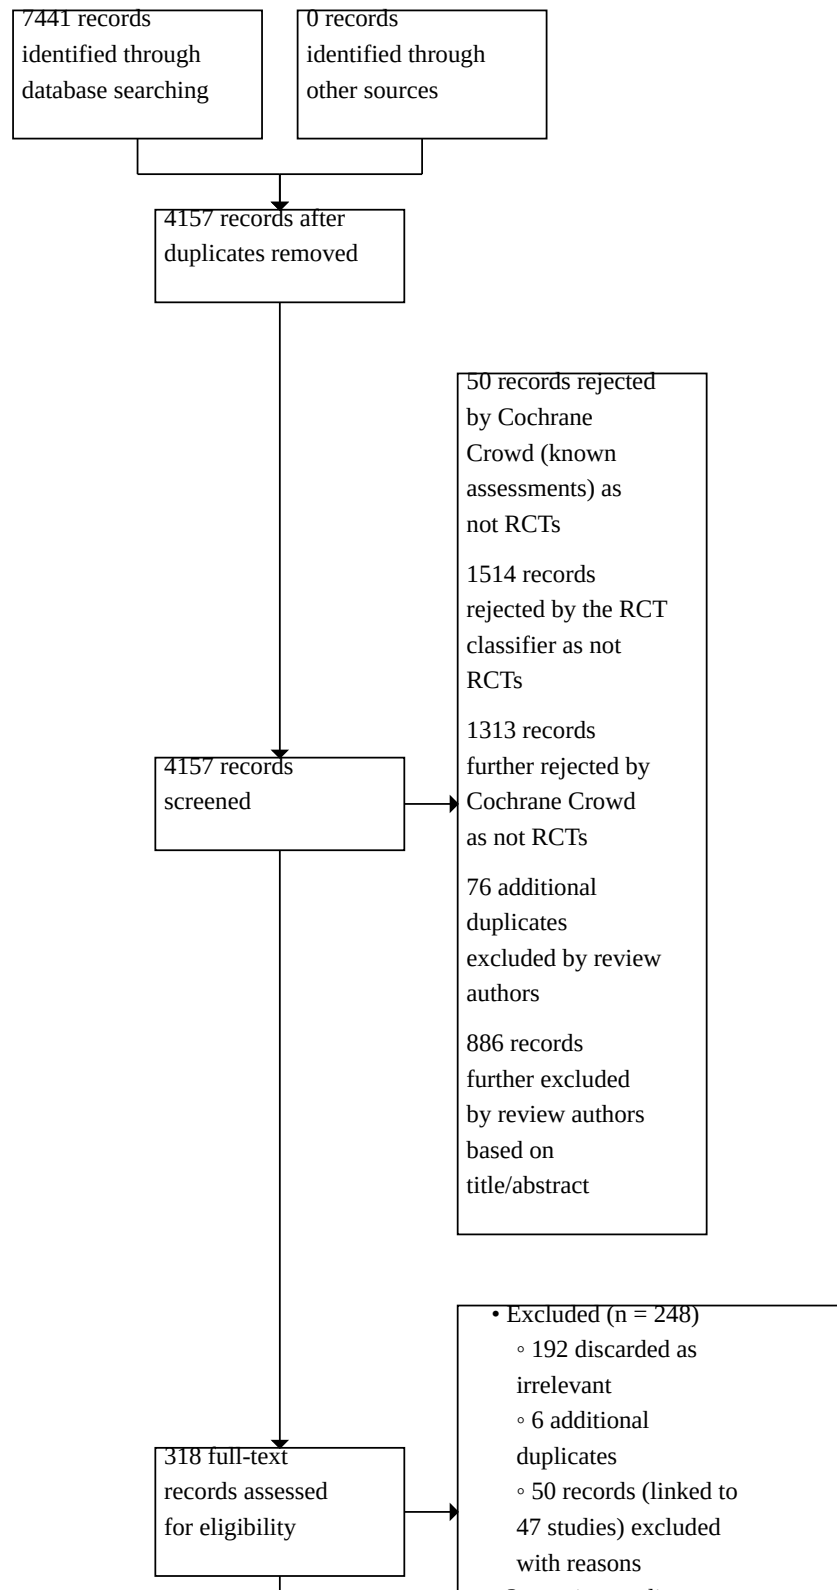 7441 records
identified through
database searching
0 records
identified through
other sources
4157 records after
duplicates removed
50 records rejected
by Cochrane
Crowd (known
assessments) as
not RCTs
1514 records
rejected by the RCT
classifier as not
RCTs
1313 records
further rejected by
Cochrane Crowd
as not RCTs
76 additional
duplicates
excluded by review
authors
886 records
further excluded
by review authors
based on
title/abstract
4157 records
screened
• Excluded (n = 248)
◦ 192 discarded as
irrelevant
◦ 6 additional
duplicates
◦ 50 records (linked to
47 studies) excluded
with reasons
318 full-text
records assessed
for eligibility